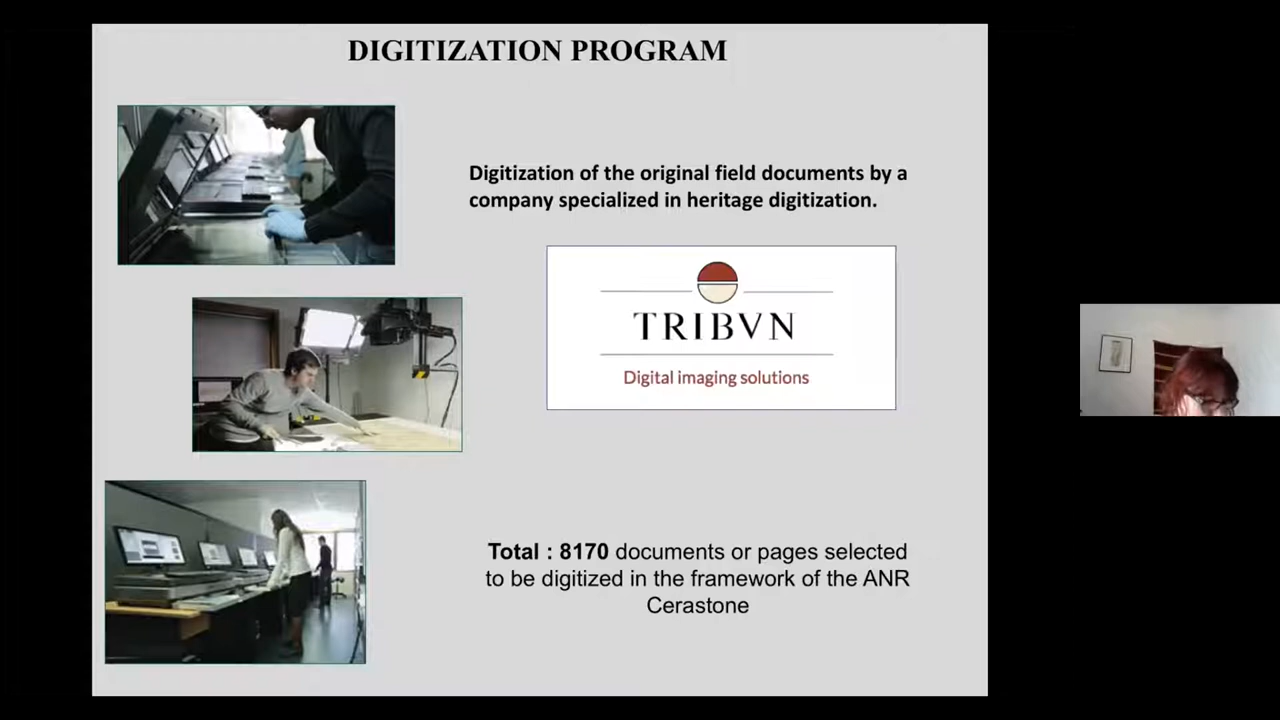 DIGITIZATION PROGRAM
Digitization of the original field documents by a
company specialized in heritage digitization.
TRIBVN
Digital imaging solutions
Total : 8170 documents or pages selected
to be digitized in the framework of the ANR
Cerastone